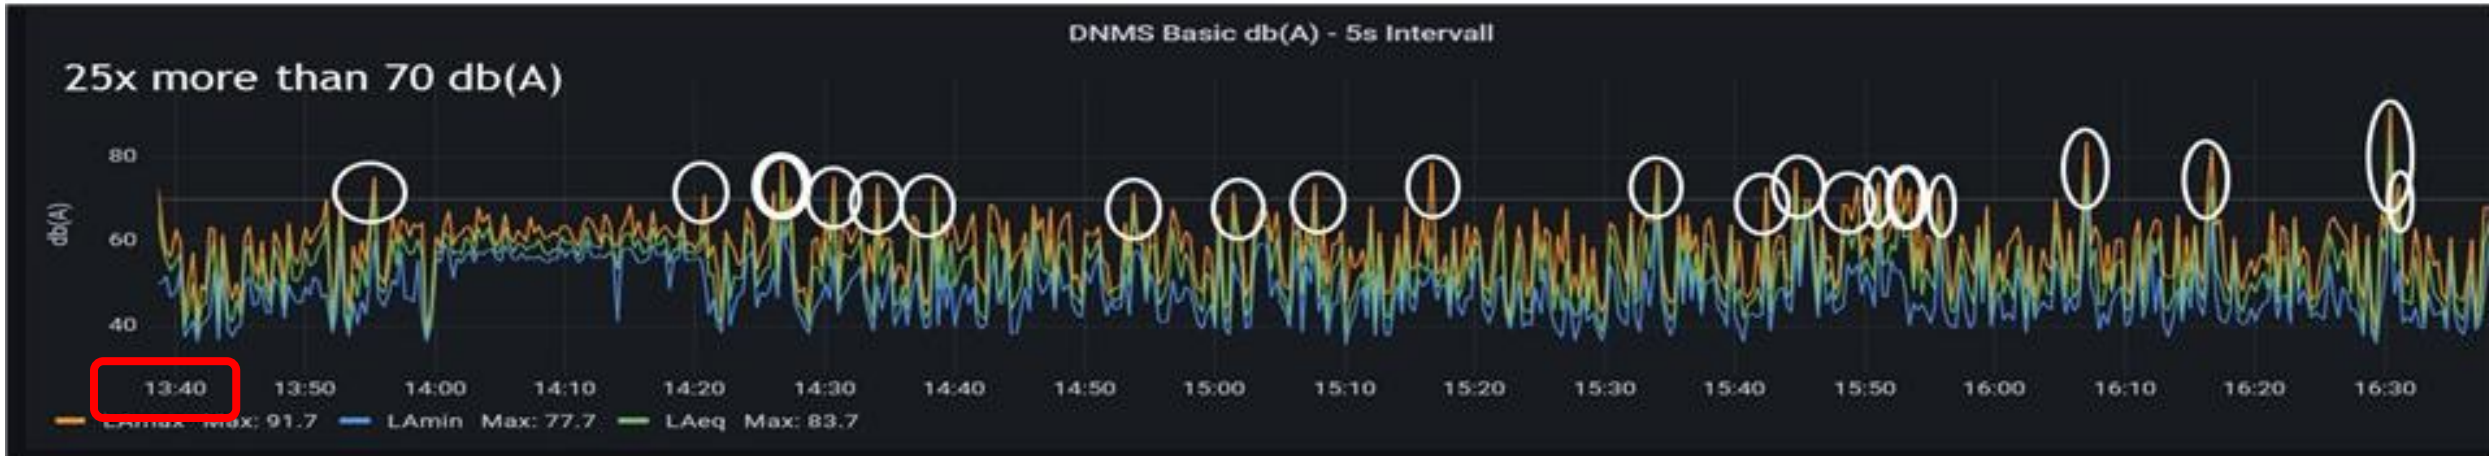 DNMS Basic db(A) - 5s Intervall
25x more than 70 db(A)
80
60
40
db(A)
13:40 13:50 14:00 14:10 14:20 14:30 14:40 14:50 15:00 15:10 15:20 15:30 15:40 15:50 16:00 16:10 16:20 16:30
LAmax Max: 91.7 LAmin Max: 77.7 LAeq Max: 83.7